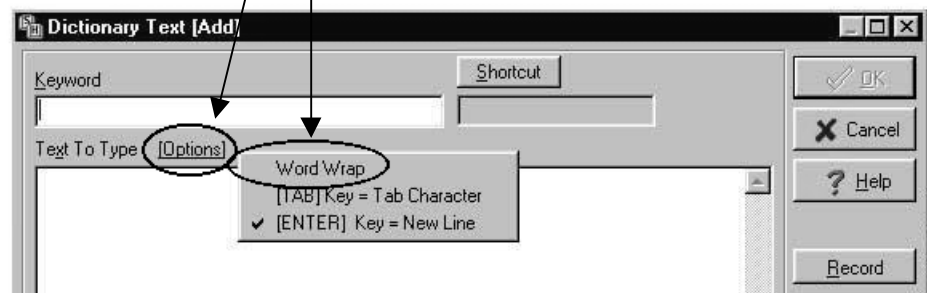 Dictionary Text [Add]
Keyword
Shortcut
OK
Cancel
Text To Type [Options]
Word Wrap
[TAB] Key = Tab Character
[ENTER] Key = New Line
Help
Record